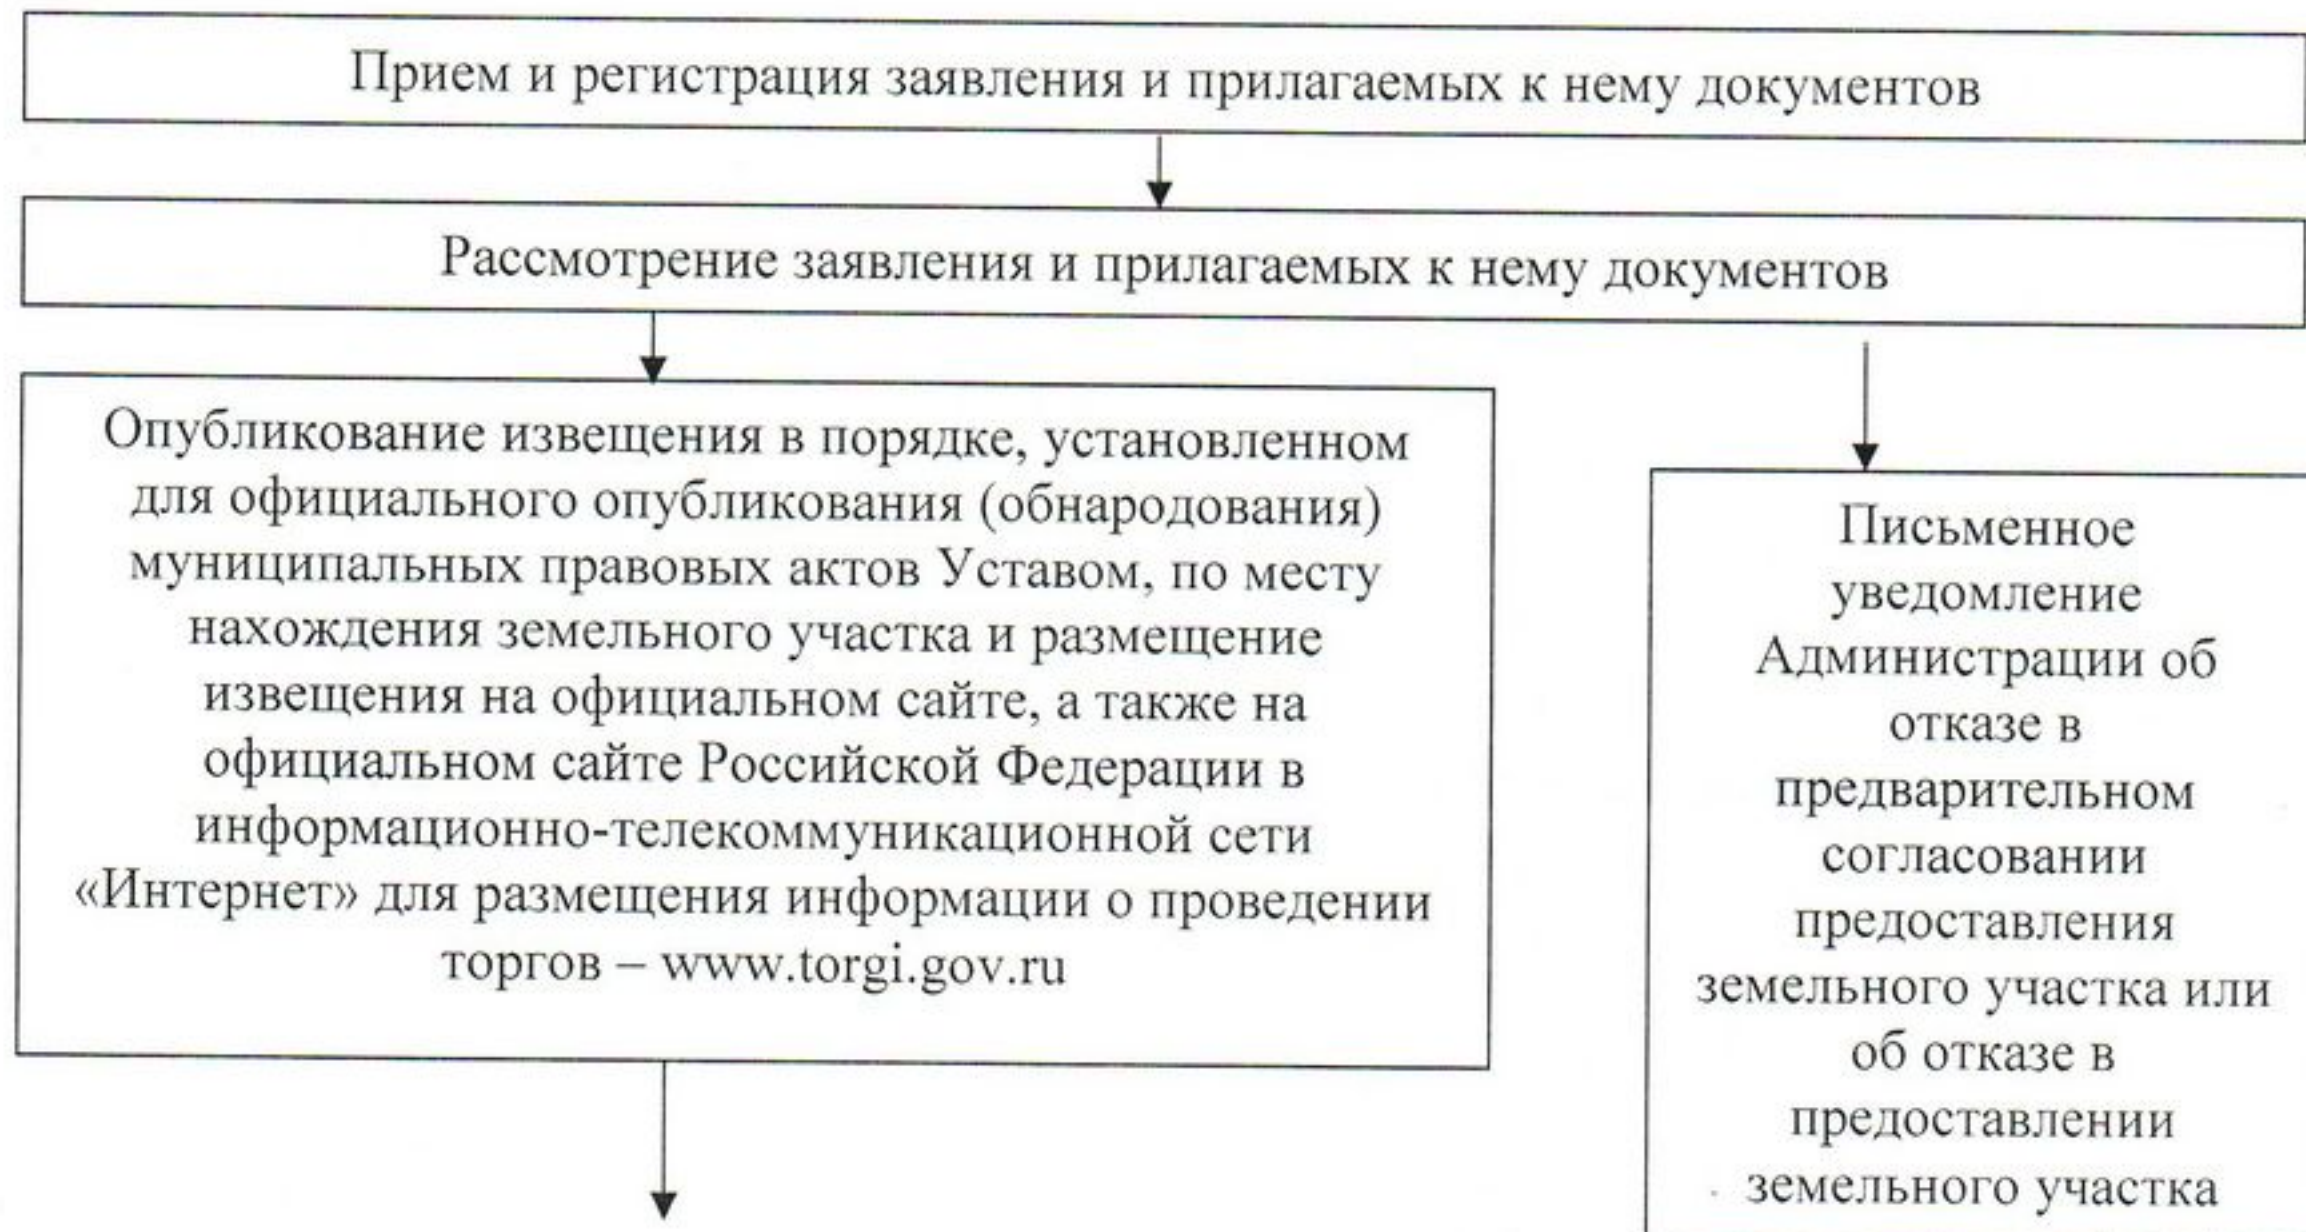 Прием и регистрация заявления и прилагаемых к нему документов
Рассмотрение заявления и прилагаемых к нему документов
Опубликование извещения в порядке, установленном
для официального опубликования (обнародования)
муниципальных правовых актов Уставом, по месту
нахождения земельного участка и размещение
извещения на официальном сайте, а также на
официальном сайте Российской Федерации в
информационно-телекоммуникационной сети
«Интернет» для размещения информации о проведении
торгов – www.torgi.gov.ru
Письменное
уведомление
Администрации об
отказе в
предварительном
согласовании
предоставления
земельного участка или
об отказе в
предоставлении
земельного участка